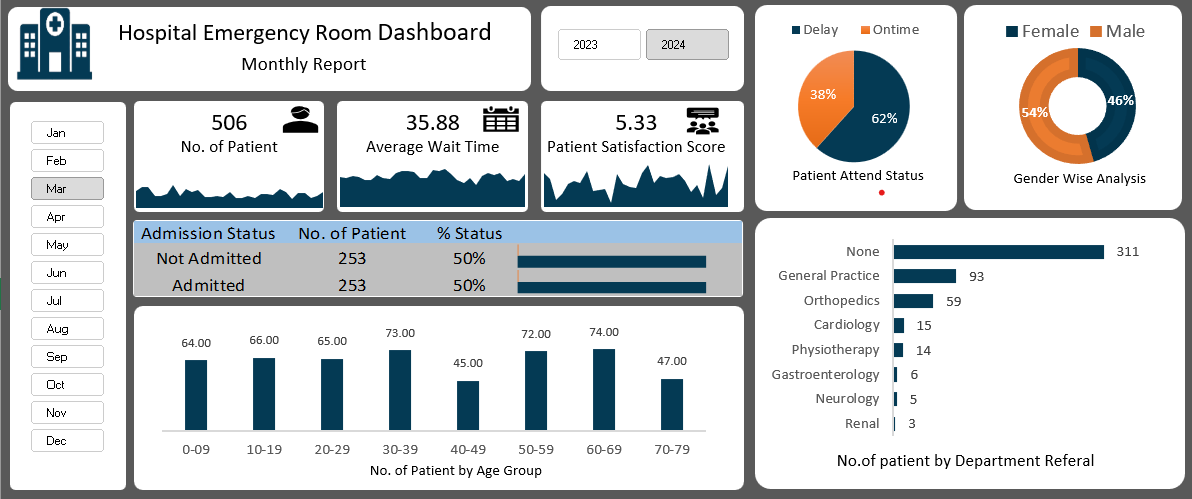 Hospital Emergency Room Dashboard
Monthly Report
2023
2024
Jan
Feb
Mar
Apr
May
Jun
Jul
Aug
Sep
Oct
Nov
Dec
506
No. of Patient
35.88
Average Wait Time
5.33
Patient Satisfaction Score
Admission Status No. of Patient % Status
Not Admitted 253 50%
Admitted 253 50%
64.00 66.00 65.00 73.00 45.00 72.00 74.00 47.00
0-09 10-19 20-29 30-39 40-49 50-59 60-69 70-79
No. of Patient by Age Group
Delay Ontime
38%
62%
Patient Attend Status
Female Male
54% 46%
Gender Wise Analysis
None 311
General Practice 93
Orthopedics 59
Cardiology 15
Physiotherapy 14
Gastroenterology 6
Neurology 5
Renal 3
No.of patient by Department Referal